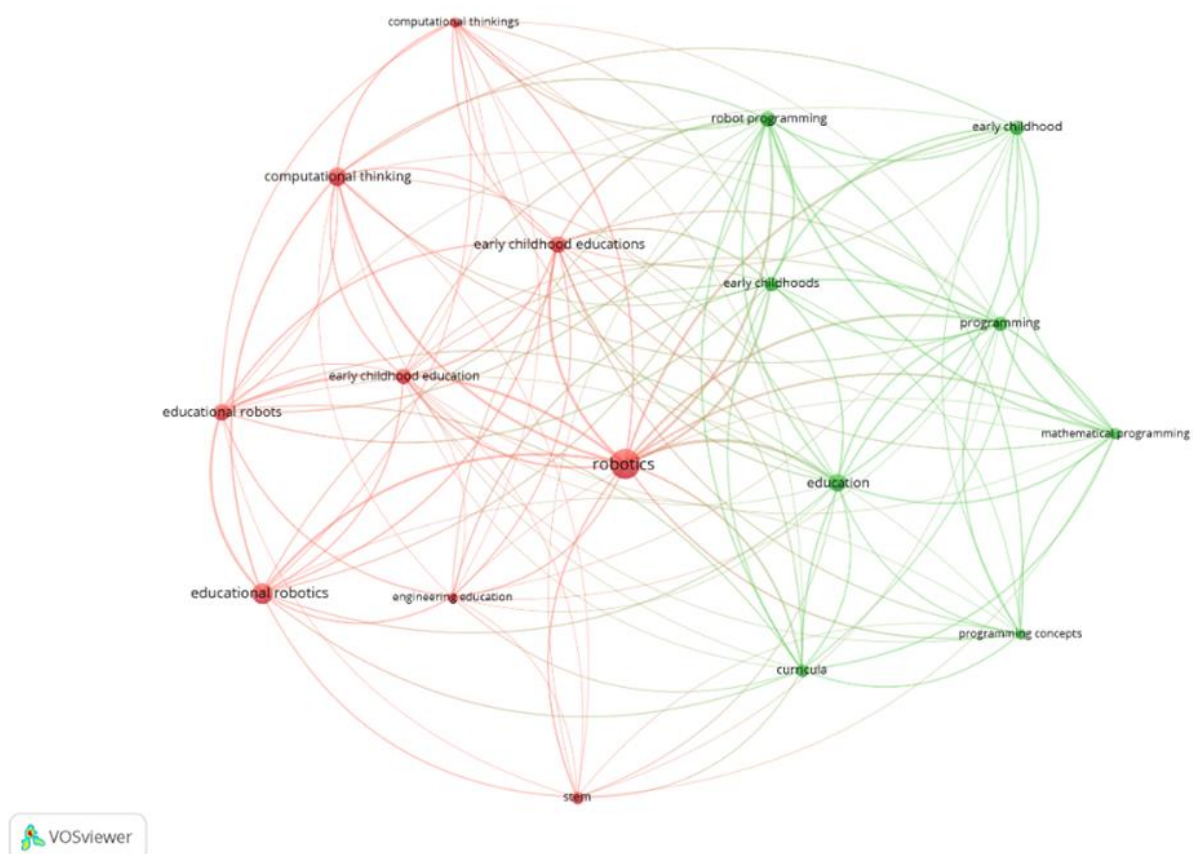 computational thinkings
robot programming
early childhood
computational thinking
early childhood educations
early childhoods
programming
early childhood education
educational robots
mathematical programming
robotics
education
educational robotics
engineering education
programming concepts
curricula
stem
VOSviewer